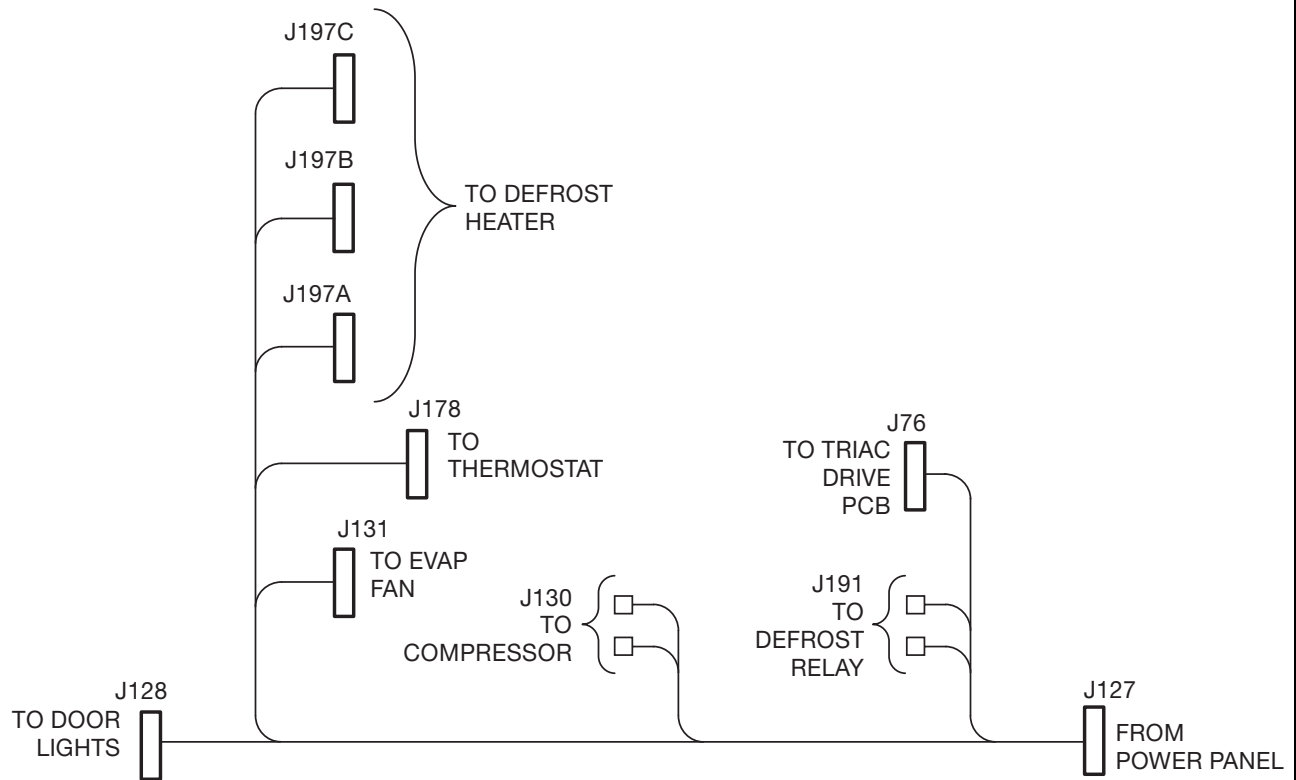 J197C
J197B
TO DEFROST
HEATER
J197A
J178
TO
THERMOSTAT
J76
TO TRIAC
DRIVE
PCB
J131
TO EVAP
FAN
J130
TO
COMPRESSOR
J191
TO
DEFROST
RELAY
J128
TO DOOR
LIGHTS
J127
FROM
POWER PANEL